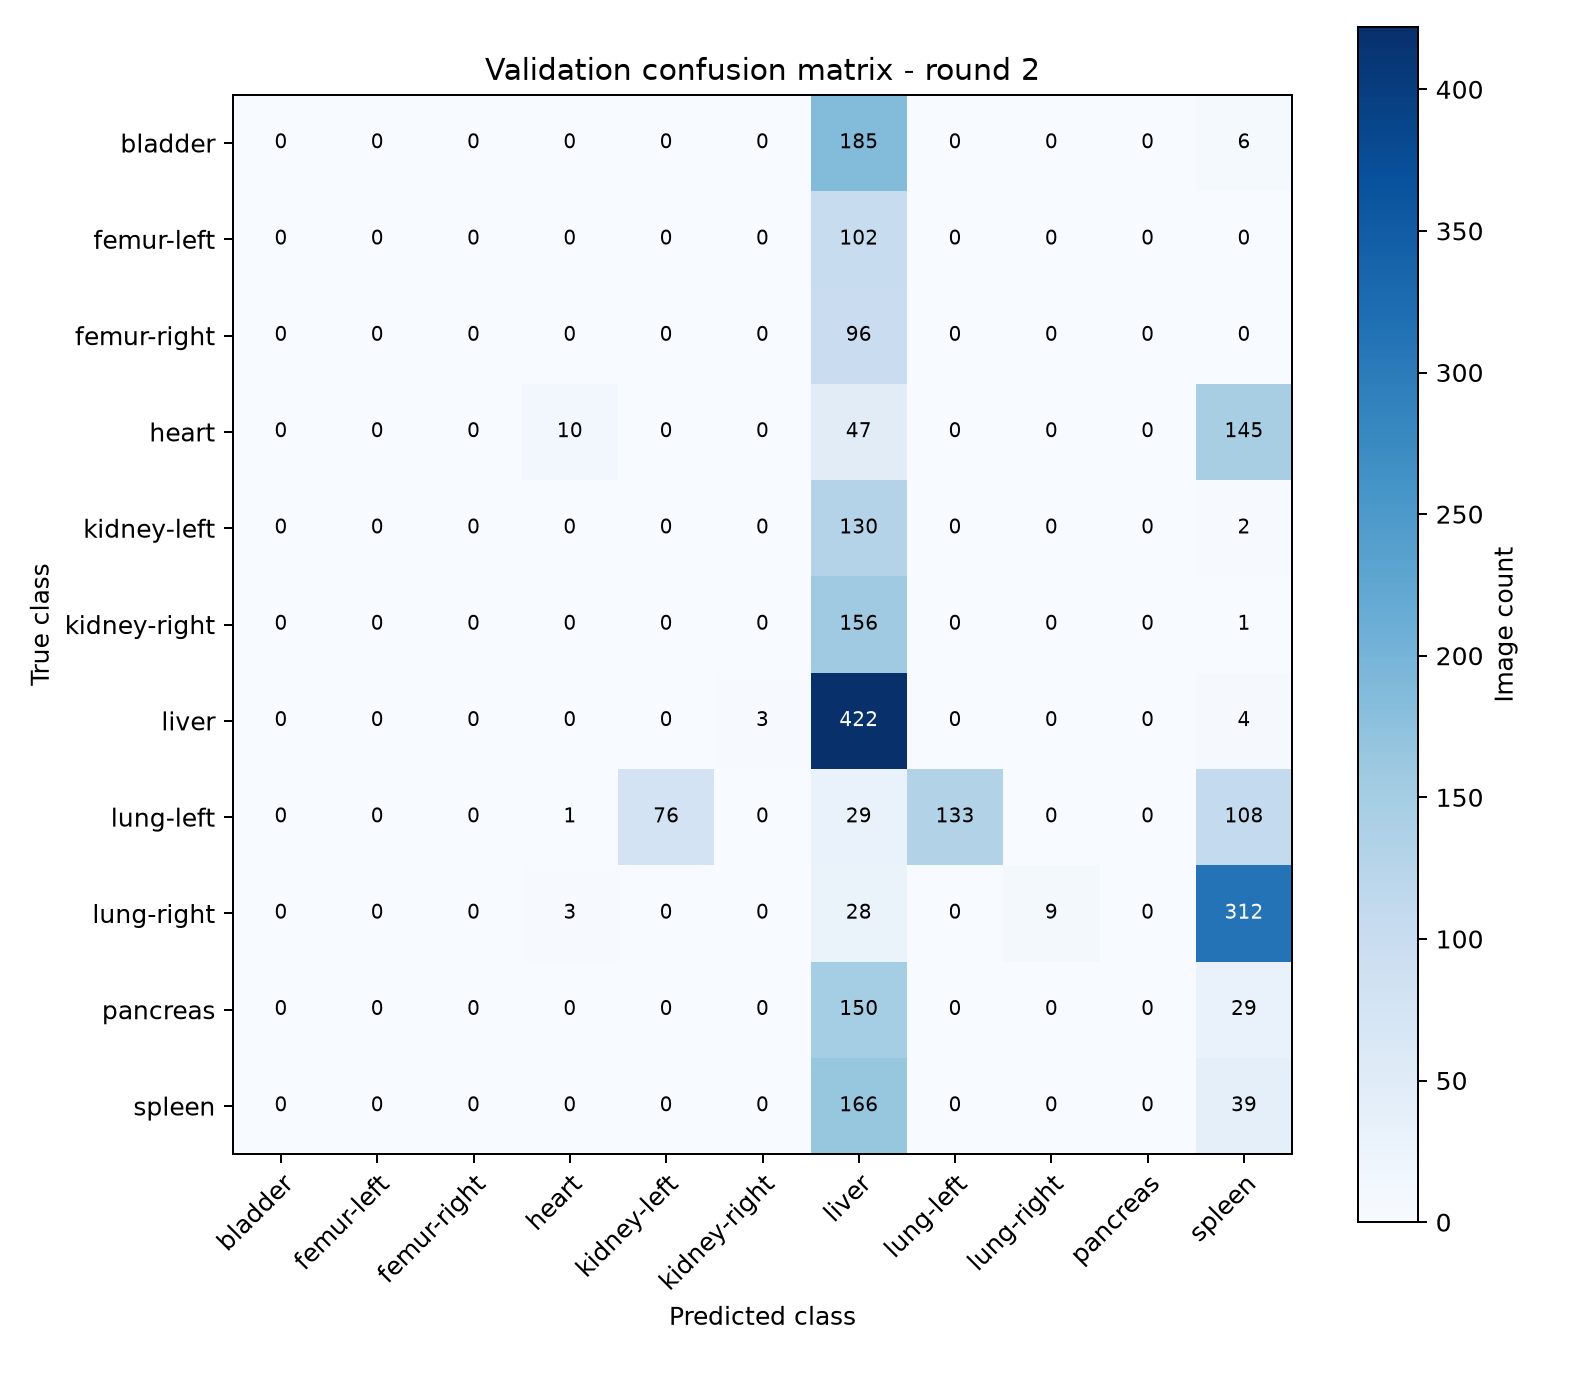 Validation confusion matrix - round 2
bladder 0 0 0 0 0 0 185 0 0 0 6
femur-left 0 0 0 0 0 0 102 0 0 0 0
femur-right 0 0 0 0 0 0 96 0 0 0 0
heart 0 0 0 10 0 0 47 0 0 0 145
kidney-left 0 0 0 0 0 0 130 0 0 0 2
kidney-right 0 0 0 0 0 0 156 0 0 0 1
liver 0 0 0 0 0 3 422 0 0 0 4
lung-left 0 0 0 1 76 0 29 133 0 0 108
lung-right 0 0 0 3 0 0 28 0 9 0 312
pancreas 0 0 0 0 0 0 150 0 0 0 29
spleen 0 0 0 0 0 0 166 0 0 0 39
True class
bladder femur-left femur-right heart kidney-left kidney-right liver lung-left lung-right pancreas spleen
Predicted class
400
350
300
250
200
150
100
50
0
Image count